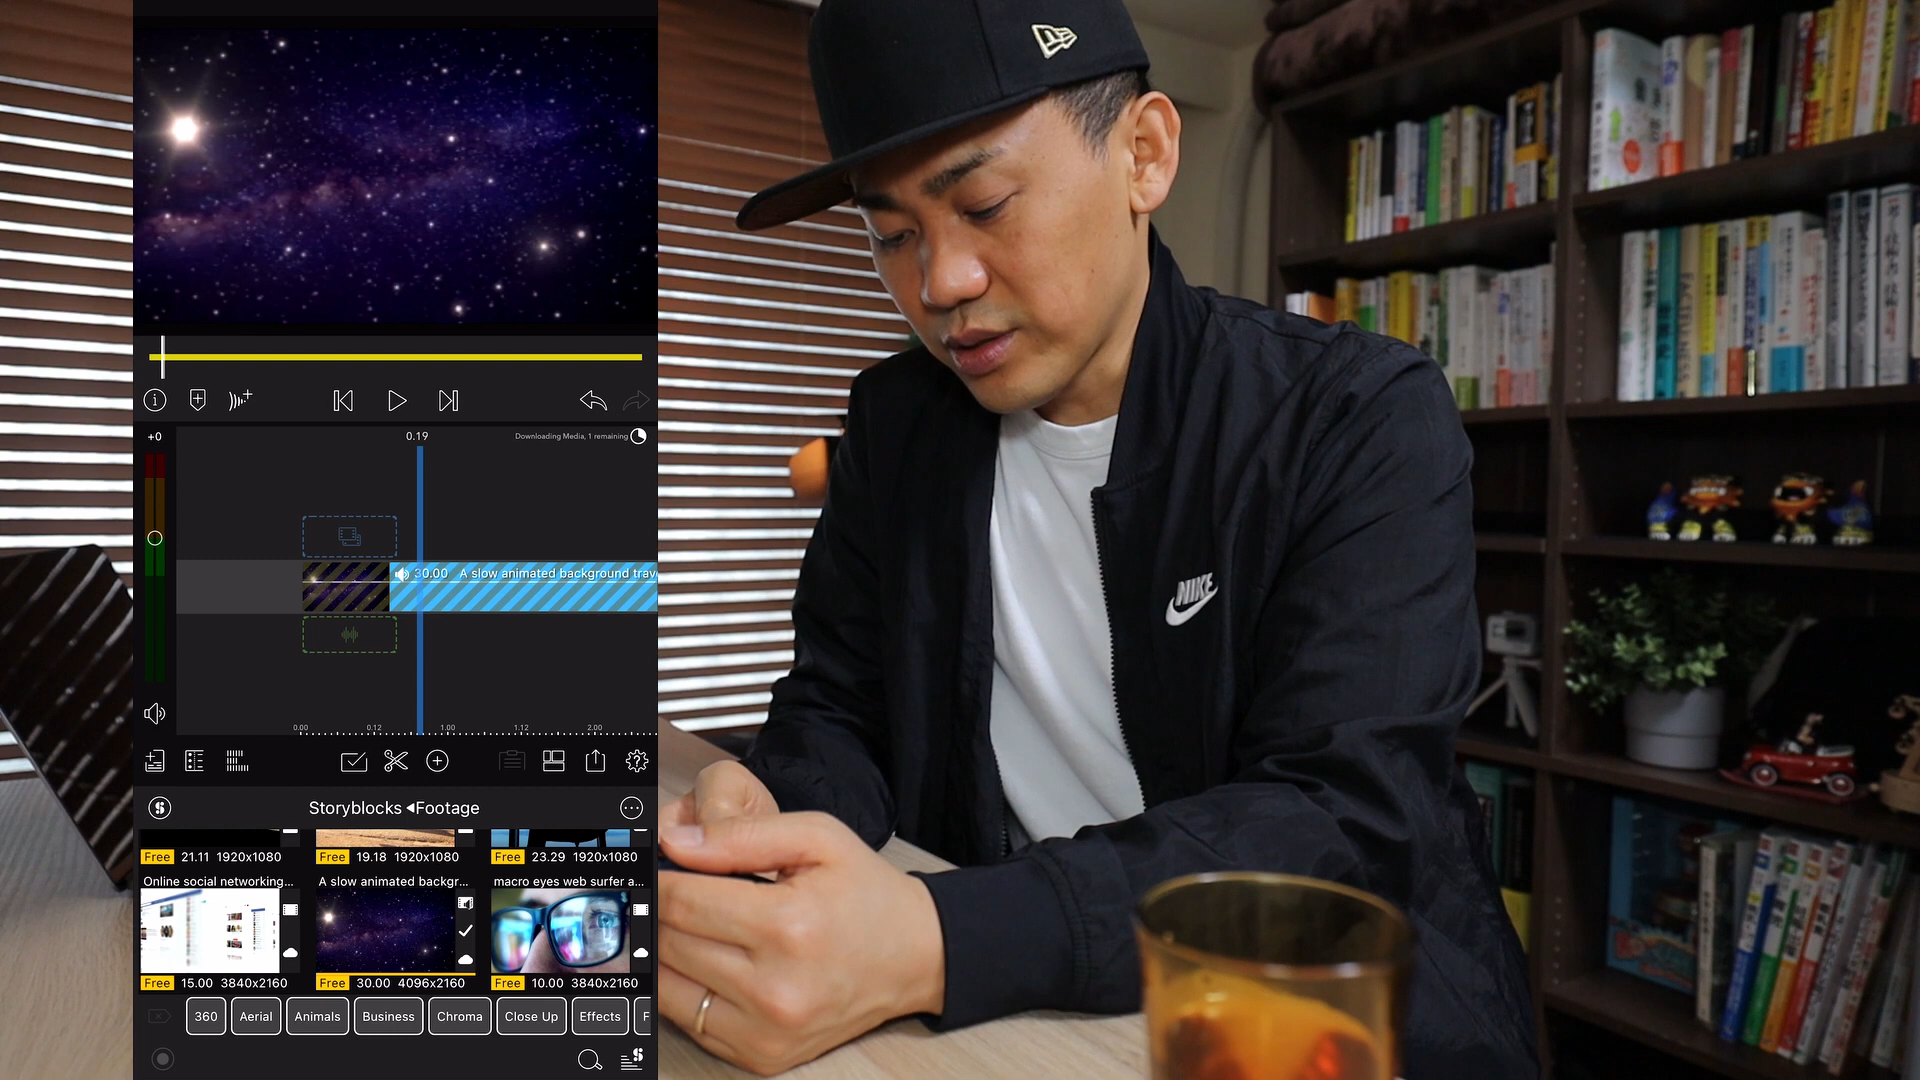 +0
0.19
Downloading Media, 1 remaining
30.00 A slow animated background trav
0.00 0.12 1.00 1.12 2.00
Storyblocks ◀Footage
Free 21.11 1920x1080
Free 19.18 1920x1080
Free 23.29 1920x1080
Online social networking...
A slow animated backgr...
macro eyes web surfer a...
Free 15.00 3840x2160
Free 30.00 4096x2160
Free 10.00 3840x2160
360
Aerial
Animals
Business
Chroma
Close Up
Effects
F
NIKE